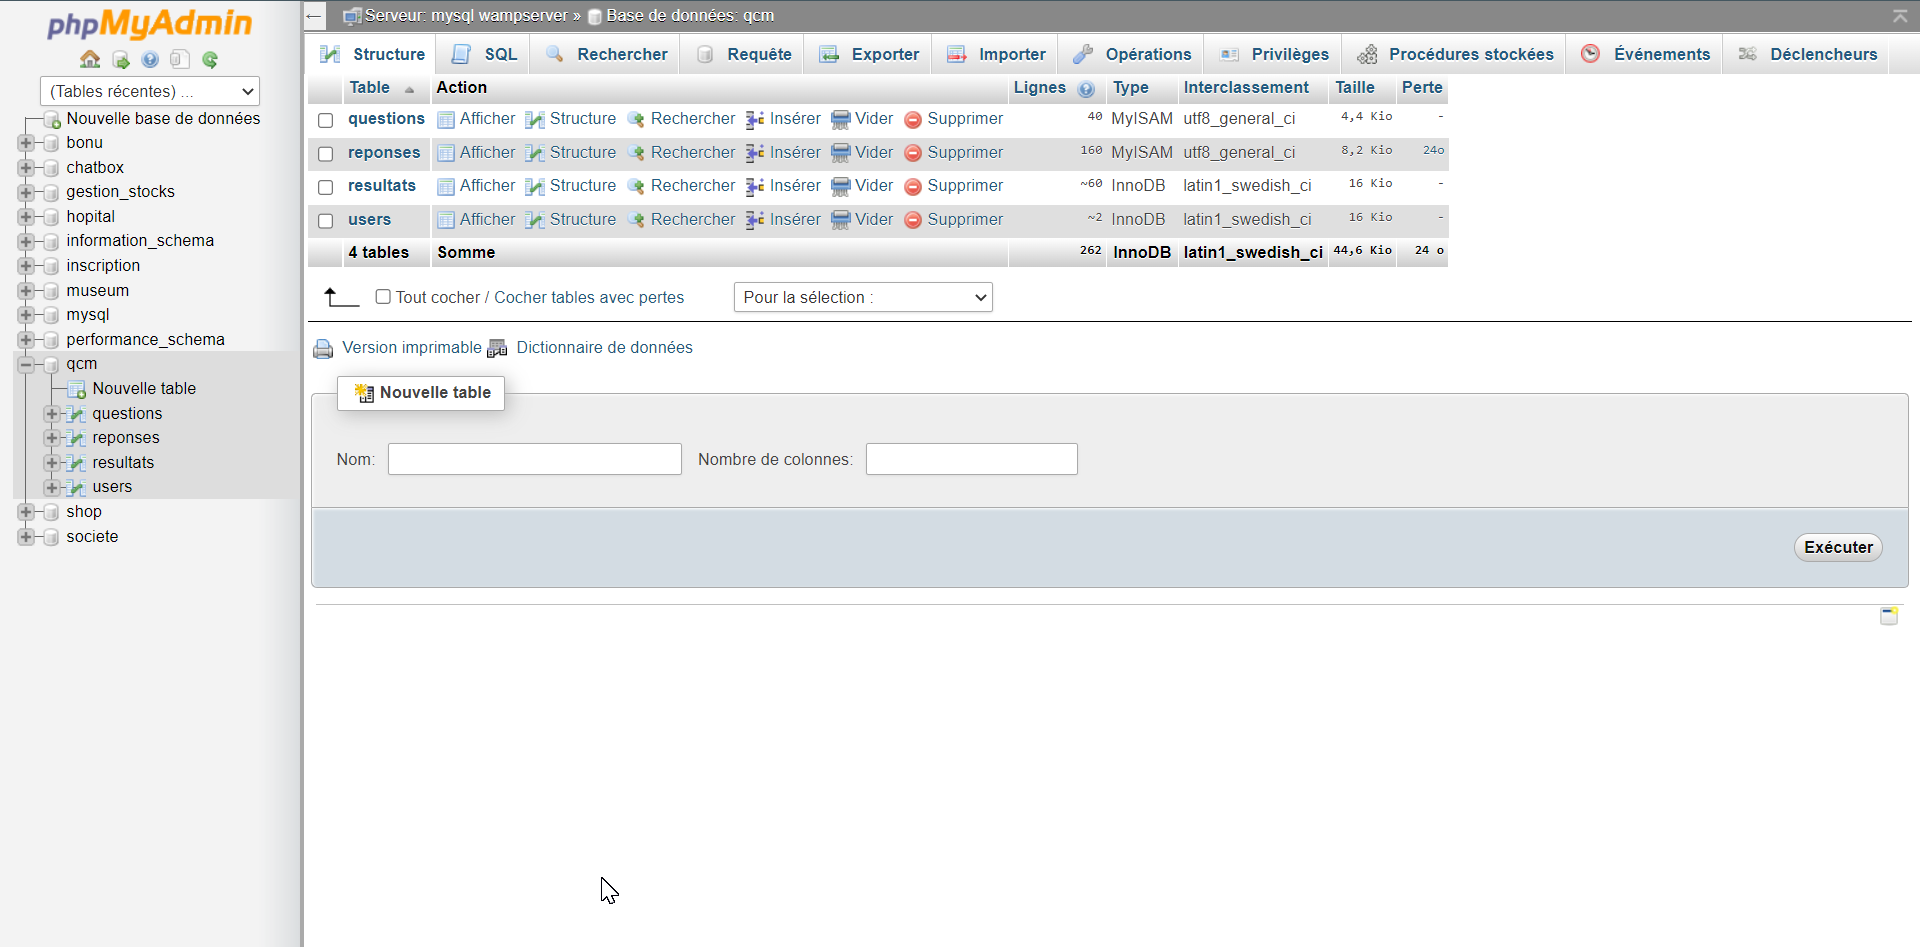 phpMyAdmin
(Tables récentes) ...
Nouvelle base de données
bonu
chatbox
gestion_stocks
hopital
information_schema
inscription
museum
mysql
performance_schema
qcm
Nouvelle table
questions
reponses
resultats
users
shop
societe
← Serveur: mysql wampserver » Base de données: qcm
Structure SQL Rechercher Requête Exporter Importer Opérations Privilèges Procédures stockées Événements Déclencheurs
Table Action Lignes Type Interclassement Taille Perte
questions Afficher Structure Rechercher Insérer Vider Supprimer 40 MyISAM utf8_general_ci 4,4 Kio -
reponses Afficher Structure Rechercher Insérer Vider Supprimer 160 MyISAM utf8_general_ci 8,2 Kio 24o
resultats Afficher Structure Rechercher Insérer Vider Supprimer ~60 InnoDB latin1_swedish_ci 16 Kio -
users Afficher Structure Rechercher Insérer Vider Supprimer ~2 InnoDB latin1_swedish_ci 16 Kio -
4 tables Somme 262 InnoDB latin1_swedish_ci 44,6 Kio 24 o
Tout cocher / Cocher tables avec pertes Pour la sélection :
Version imprimable Dictionnaire de données
Nouvelle table
Nom: Nombre de colonnes:
Exécuter